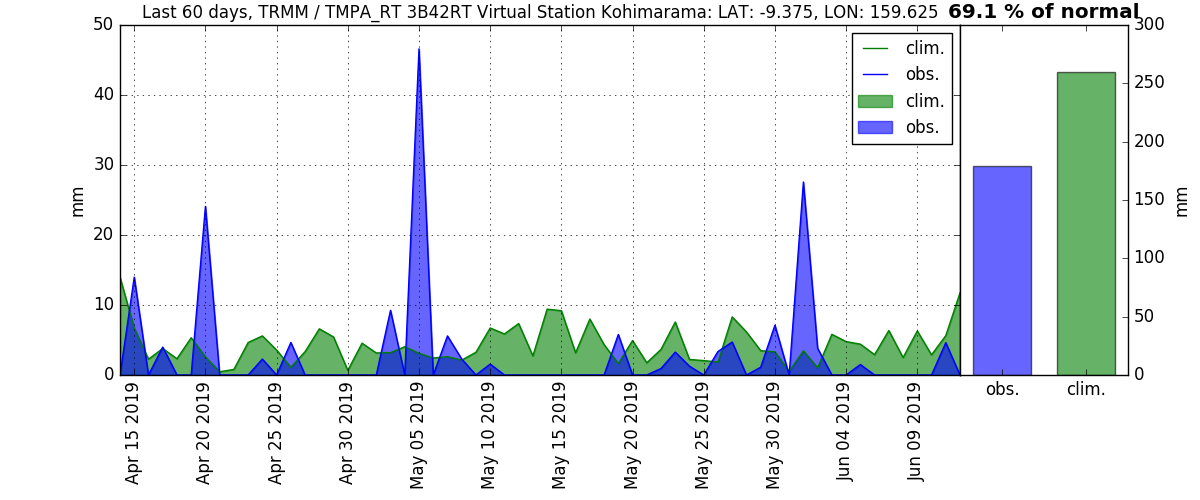 Last 60 days, TRMM / TMPA_RT 3B42RT Virtual Station Kohimarama: LAT: -9.375, LON: 159.625 69.1 % of normal
50
40
30
20
10
0
mm
clim.
obs.
clim.
obs.
Apr 15 2019
Apr 20 2019
Apr 25 2019
Apr 30 2019
May 05 2019
May 10 2019
May 15 2019
May 20 2019
May 25 2019
May 30 2019
Jun 04 2019
Jun 09 2019
300
250
200
150
100
50
0
mm
obs.
clim.